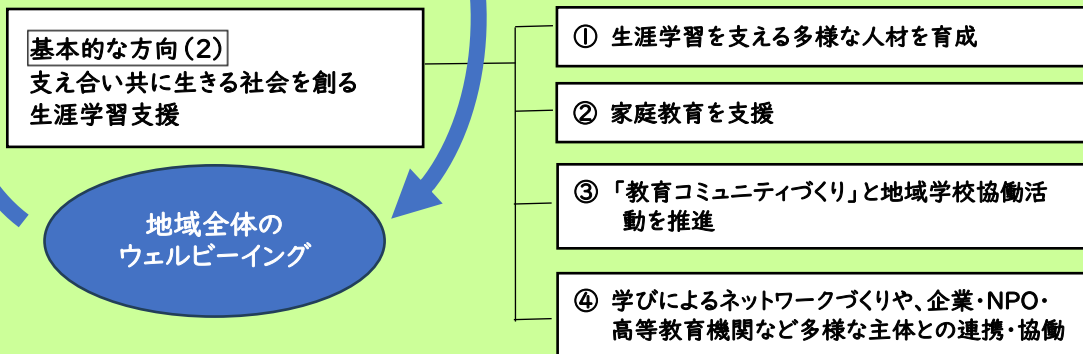 基本的な方向(2)
支え合い共に生きる社会を創る
生涯学習支援
地域全体の
ウェルビーイング
① 生涯学習を支える多様な人材を育成
② 家庭教育を支援
③ 「教育コミュニティづくり」と地域学校協働活
動を推進
④ 学びによるネットワークづくりや、企業・NPO・
高等教育機関など多様な主体との連携・協働